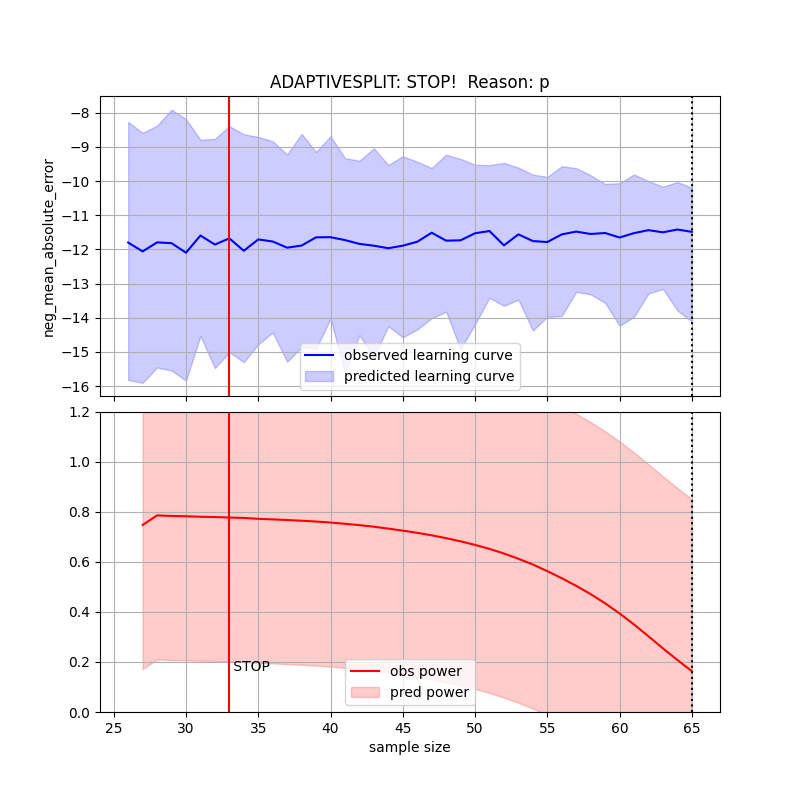 ADAPTIVESPLIT: STOP!  Reason: p
neg_mean_absolute_error
−8
−9
−10
−11
−12
−13
−14
−15
−16
observed learning curve
predicted learning curve
1.2
1.0
0.8
0.6
0.4
0.2
0.0
STOP
obs power
pred power
25 30 35 40 45 50 55 60 65
sample size